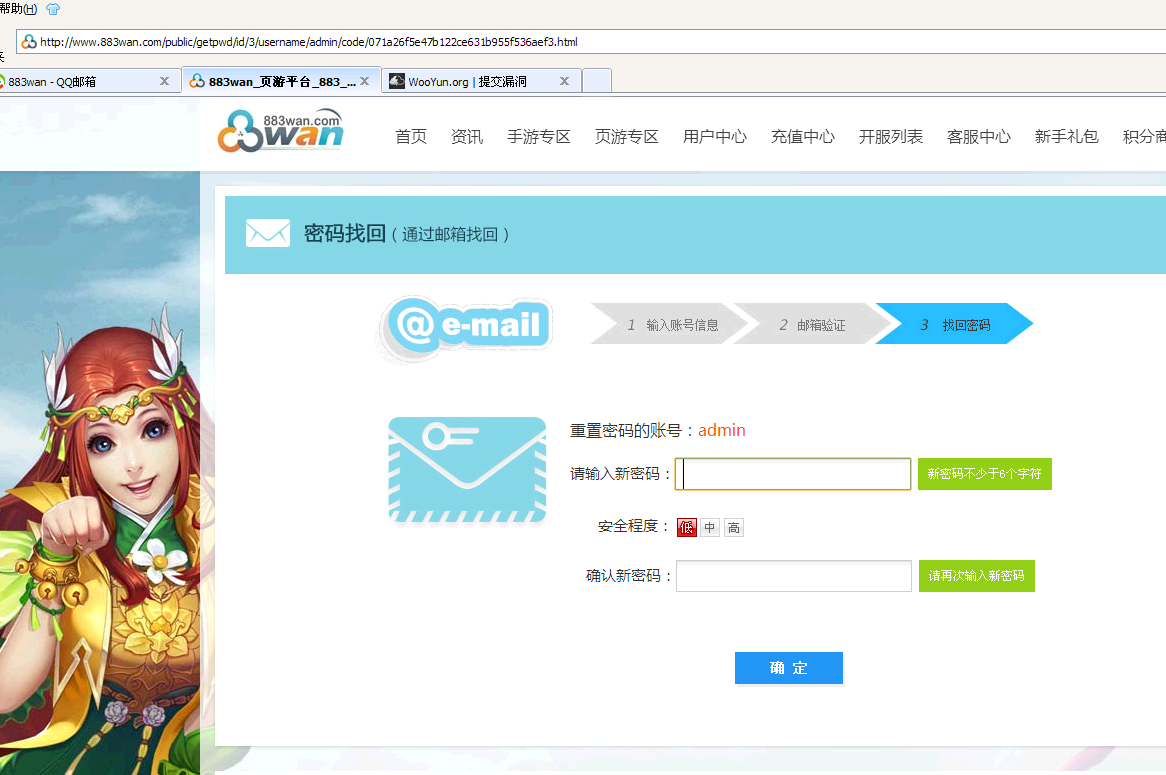 帮助(H)
http://www.883wan.com/public/getpwd/id/3/username/admin/code/071a26f5e47b122ce631b955f536aef3.html
883wan - QQ邮箱 883wan_页游平台_883_... WooYun.org | 提交漏洞
883wan.com
wan
首页 资讯 手游专区 页游专区 用户中心 充值中心 开服列表 客服中心 新手礼包 积分商
密码找回 ( 通过邮箱找回 )
@ e-mail 1 输入账号信息 2 邮箱验证 3 找回密码
重置密码的账号：admin
请输入新密码： 新密码不少于6个字符
安全程度： 低 中 高
确认新密码： 请再次输入新密码
确 定